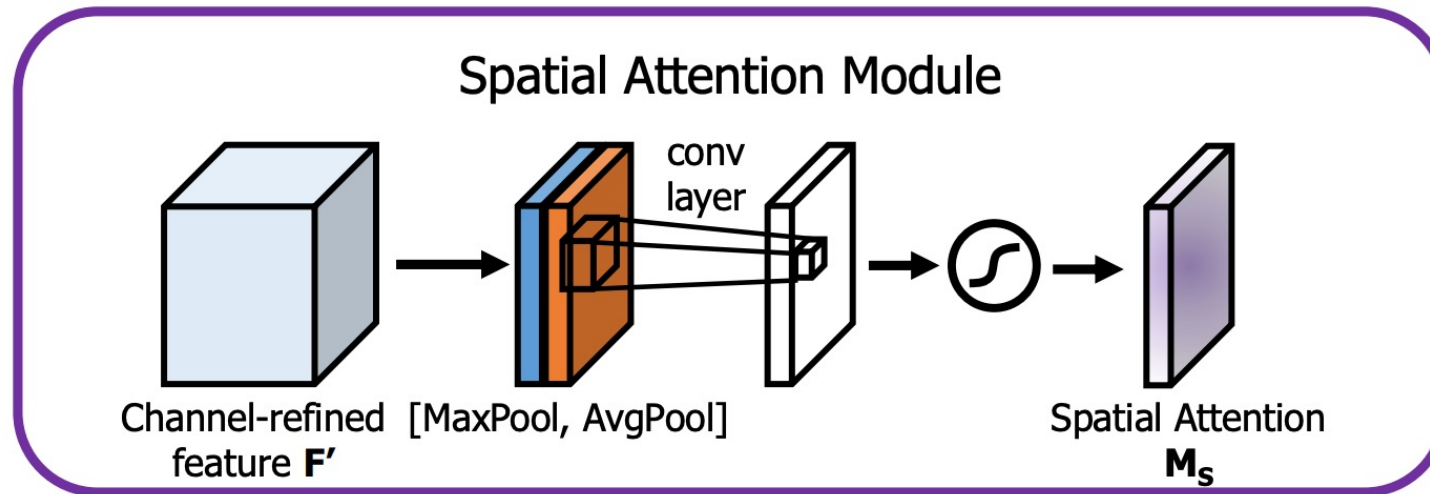 Spatial Attention Module
conv
layer
Channel-refined
feature F’
[MaxPool, AvgPool]
Spatial Attention
Ms